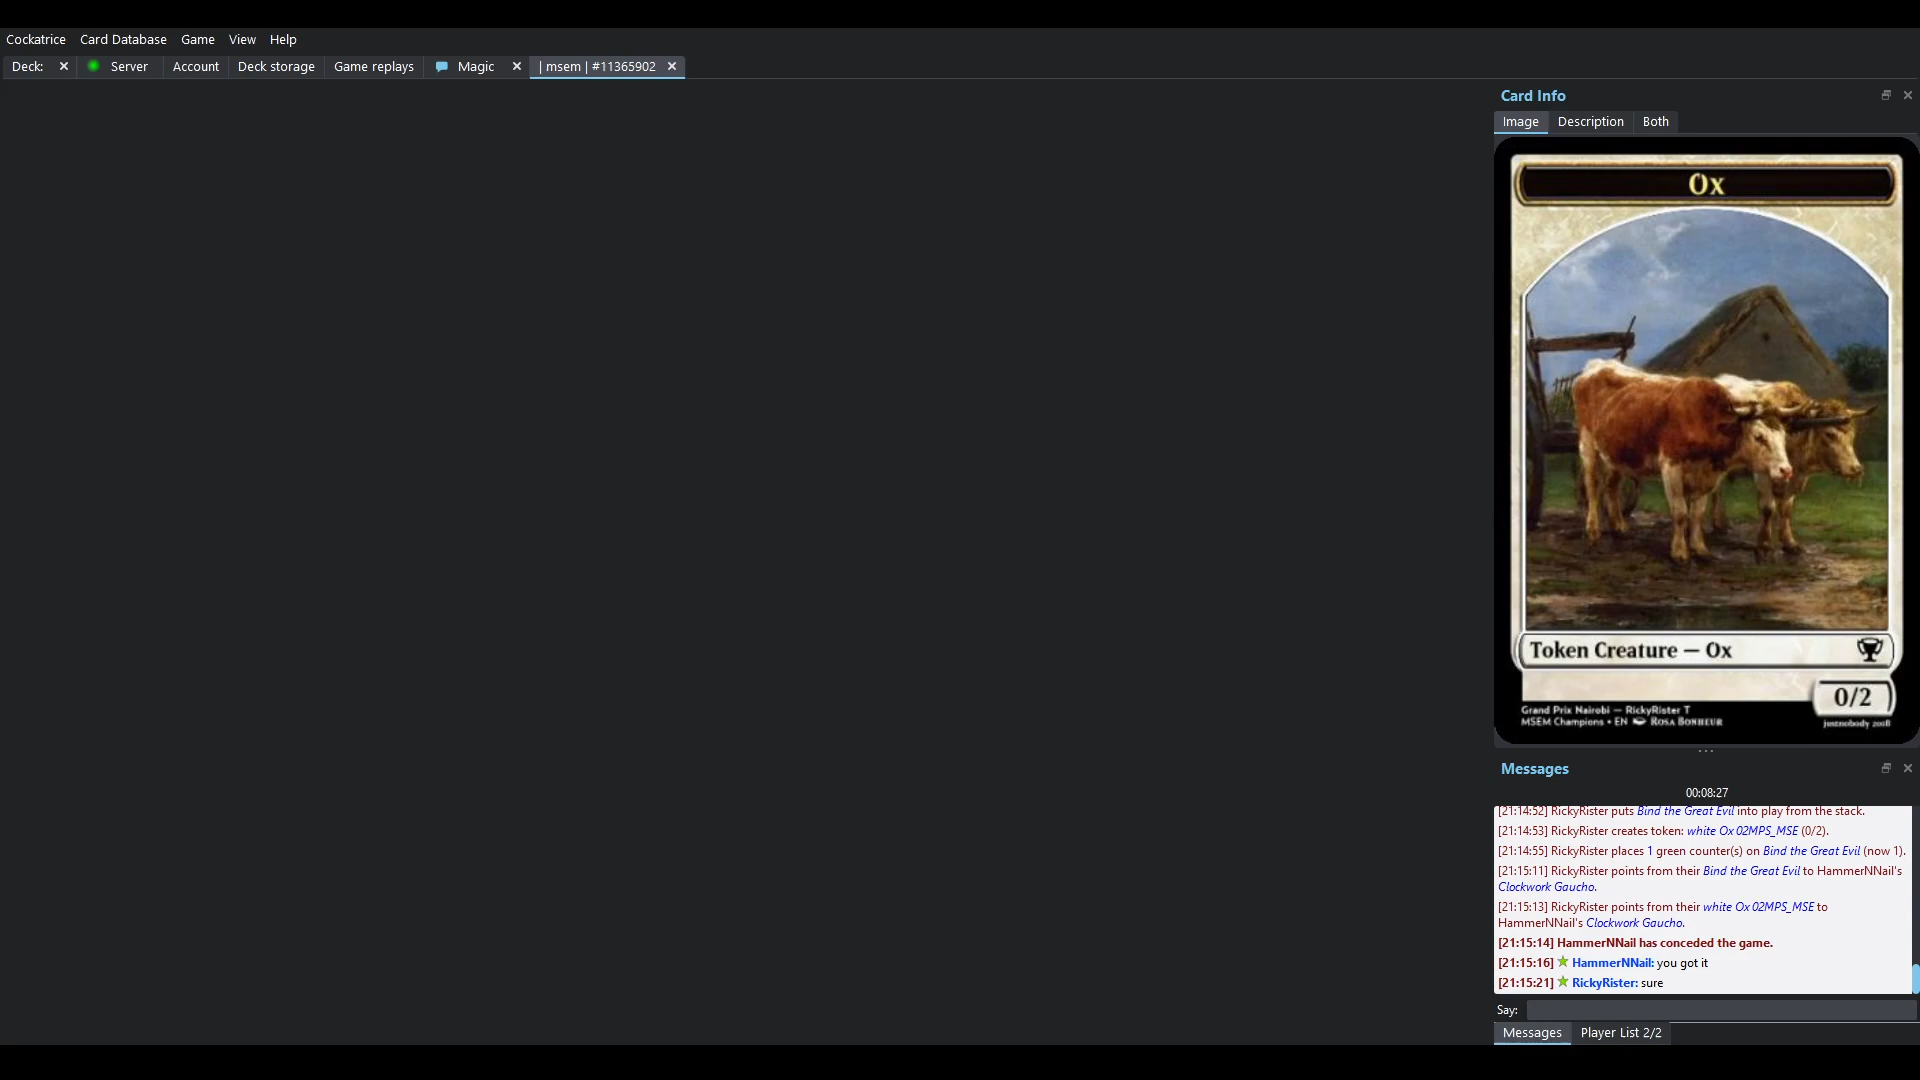 Cockatrice Card Database Game View Help
Deck: Server Account Deck storage Game replays Magic | msem | #11365902
Card Info
Image Description Both
Ox
Token Creature — Ox
0/2
Grand Prix Nairobi — RickyRister T
MSEM Champions • EN Rosa Bonheur
justnobody 2018
Messages
00:08:27
[21:14:52] RickyRister puts Bind the Great Evil into play from the stack.
[21:14:53] RickyRister creates token: white Ox 02MPS_MSE (0/2).
[21:14:55] RickyRister places 1 green counter(s) on Bind the Great Evil (now 1).
[21:15:11] RickyRister points from their Bind the Great Evil to HammerNNail's
Clockwork Gaucho.
[21:15:13] RickyRister points from their white Ox 02MPS_MSE to
HammerNNail's Clockwork Gaucho.
[21:15:14] HammerNNail has conceded the game.
[21:15:16] HammerNNail: you got it
[21:15:21] RickyRister: sure
Say:
Messages Player List 2/2